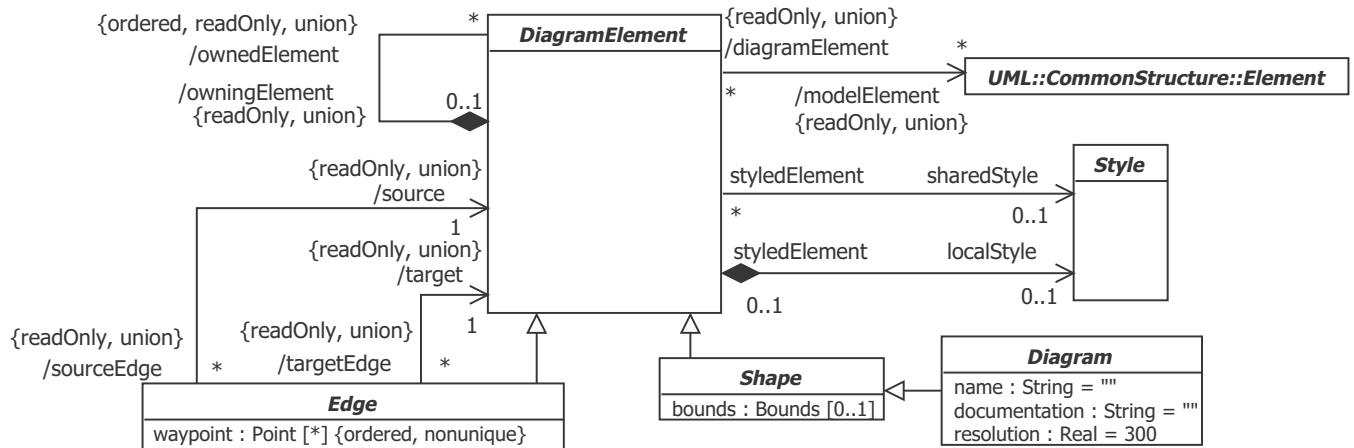 {ordered, readOnly, union}
/ownedElement
*
/owningElement
{readOnly, union}
0..1
DiagramElement
{readOnly, union}
/diagramElement
*
*
/modelElement
{readOnly, union}
UML::CommonStructure::Element
{readOnly, union}
/source
1
{readOnly, union}
/target
1
styledElement
sharedStyle
*
0..1
styledElement
localStyle
0..1
0..1
Style
{readOnly, union}
/sourceEdge
*
{readOnly, union}
/targetEdge
*
Edge
waypoint : Point [*] {ordered, nonunique}
Shape
bounds : Bounds [0..1]
Diagram
name : String = ""
documentation : String = ""
resolution : Real = 300